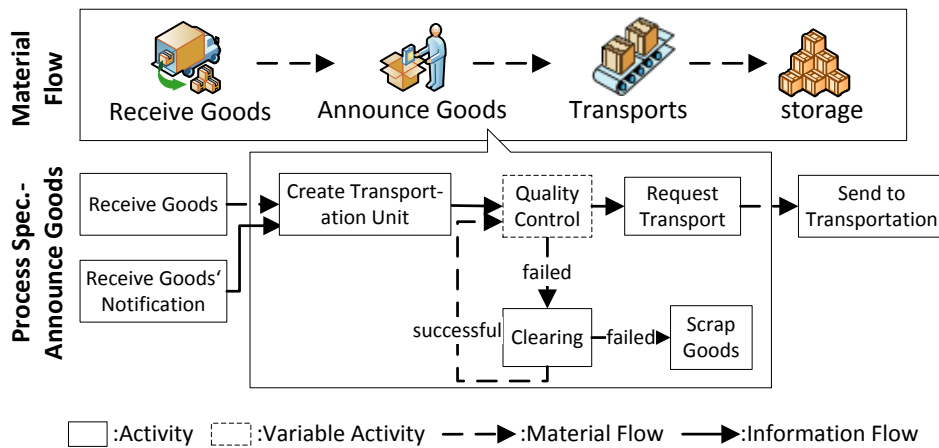 Material
Flow
Receive Goods
Announce Goods
Transports
storage
Process Spec.-
Announce Goods
Receive Goods
Receive Goods‘
Notification
Create Transport-
ation Unit
Quality
Control
Request
Transport
Send to
Transportation
failed
successful
Clearing
failed
Scrap
Goods
:Activity
:Variable Activity
:Material Flow
:Information Flow